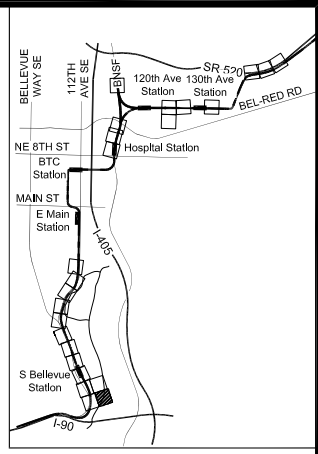 BELLEVUE
WAY SE
112TH
AVE SE
BNSF
SR 520
120th Ave
Station
130th Ave
Station
BEL-RED RD
NE 8TH ST
Hospital Station
BTC
Station
MAIN ST
E Main
Station
I-405
S Bellevue
Station
I-90